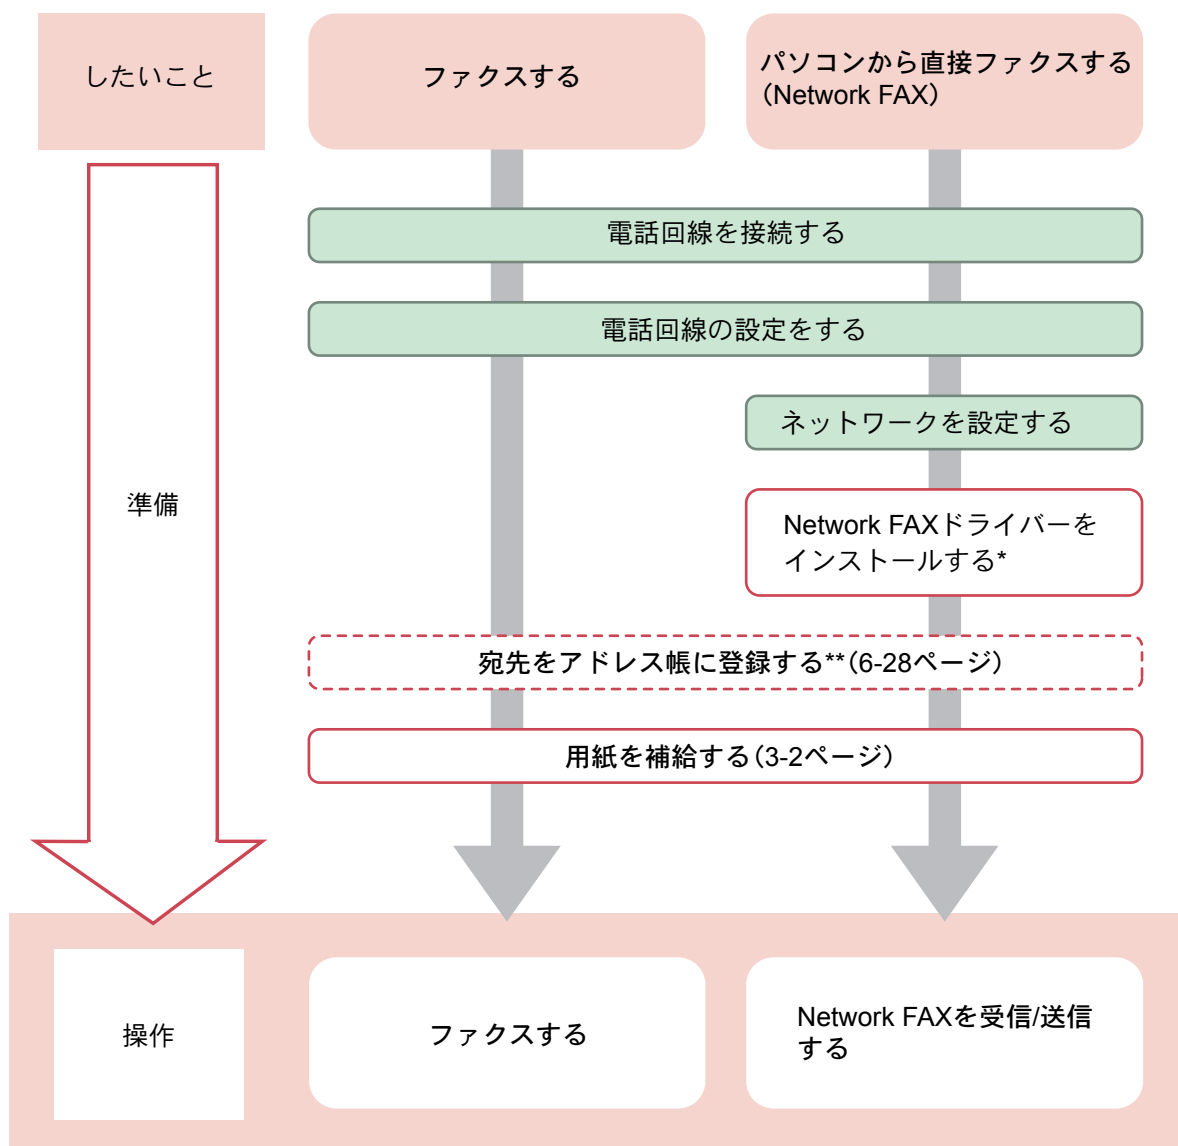 したいこと
ファクスする
パソコンから直接ファクスする
（Network FAX）
電話回線を接続する
電話回線の設定をする
ネットワークを設定する
準備
Network FAXドライバーを
インストールする*
宛先をアドレス帳に登録する**（6-28ページ）
用紙を補給する（3-2ページ）
操作
ファクスする
Network FAXを受信/送信
する